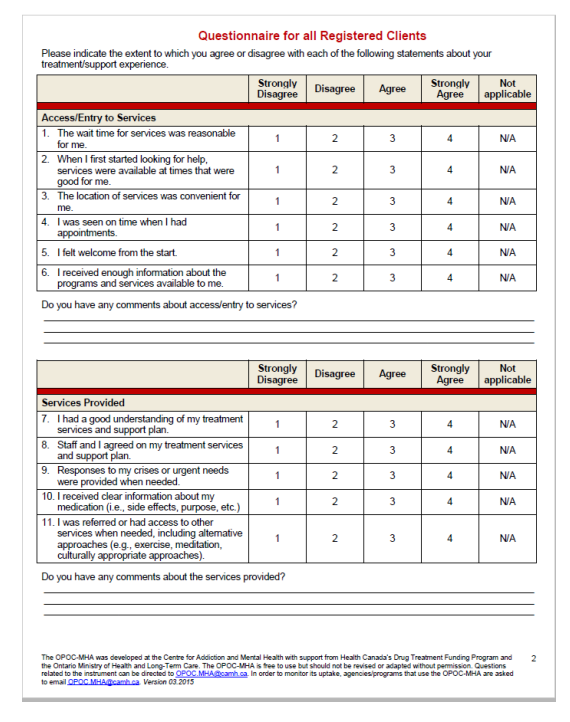 Questionnaire for all Registered Clients
Please indicate the extent to which you agree or disagree with each of the following statements about your
treatment/support experience.
Strongly Disagree Disagree Agree Strongly Agree Not applicable
Access/Entry to Services
1. The wait time for services was reasonable
for me. 1 2 3 4 N/A
2. When I first started looking for help,
services were available at times that were
good for me. 1 2 3 4 N/A
3. The location of services was convenient for
me. 1 2 3 4 N/A
4. I was seen on time when I had
appointments. 1 2 3 4 N/A
5. I felt welcome from the start. 1 2 3 4 N/A
6. I received enough information about the
programs and services available to me. 1 2 3 4 N/A
Do you have any comments about access/entry to services?
Strongly Disagree Disagree Agree Strongly Agree Not applicable
Services Provided
7. I had a good understanding of my treatment
services and support plan. 1 2 3 4 N/A
8. Staff and I agreed on my treatment services
and support plan. 1 2 3 4 N/A
9. Responses to my crises or urgent needs
were provided when needed. 1 2 3 4 N/A
10. I received clear information about my
medication (i.e., side effects, purpose, etc.) 1 2 3 4 N/A
11. I was referred or had access to other
services when needed, including alternative
approaches (e.g., exercise, meditation,
culturally appropriate approaches). 1 2 3 4 N/A
Do you have any comments about the services provided?
The OPOC-MHA was developed at the Centre for Addiction and Mental Health with support from Health Canada's Drug Treatment Funding Program and
the Ontario Ministry of Health and Long-Term Care. The OPOC-MHA is free to use but should not be revised or adapted without permission. Questions
related to the instrument can be directed to OPOC.MHA@camh.ca. In order to monitor its uptake, agencies/programs that use the OPOC-MHA are asked
to email OPOC.MHA@camh.ca. Version 03.2015
2